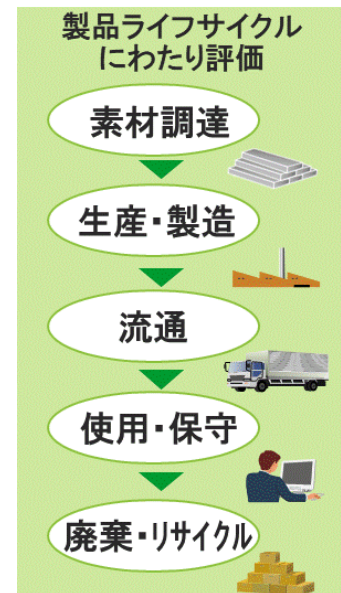 製品ライフサイクル
にわたり評価
素材調達
生産・製造
流通
使用・保守
廃棄・リサイクル